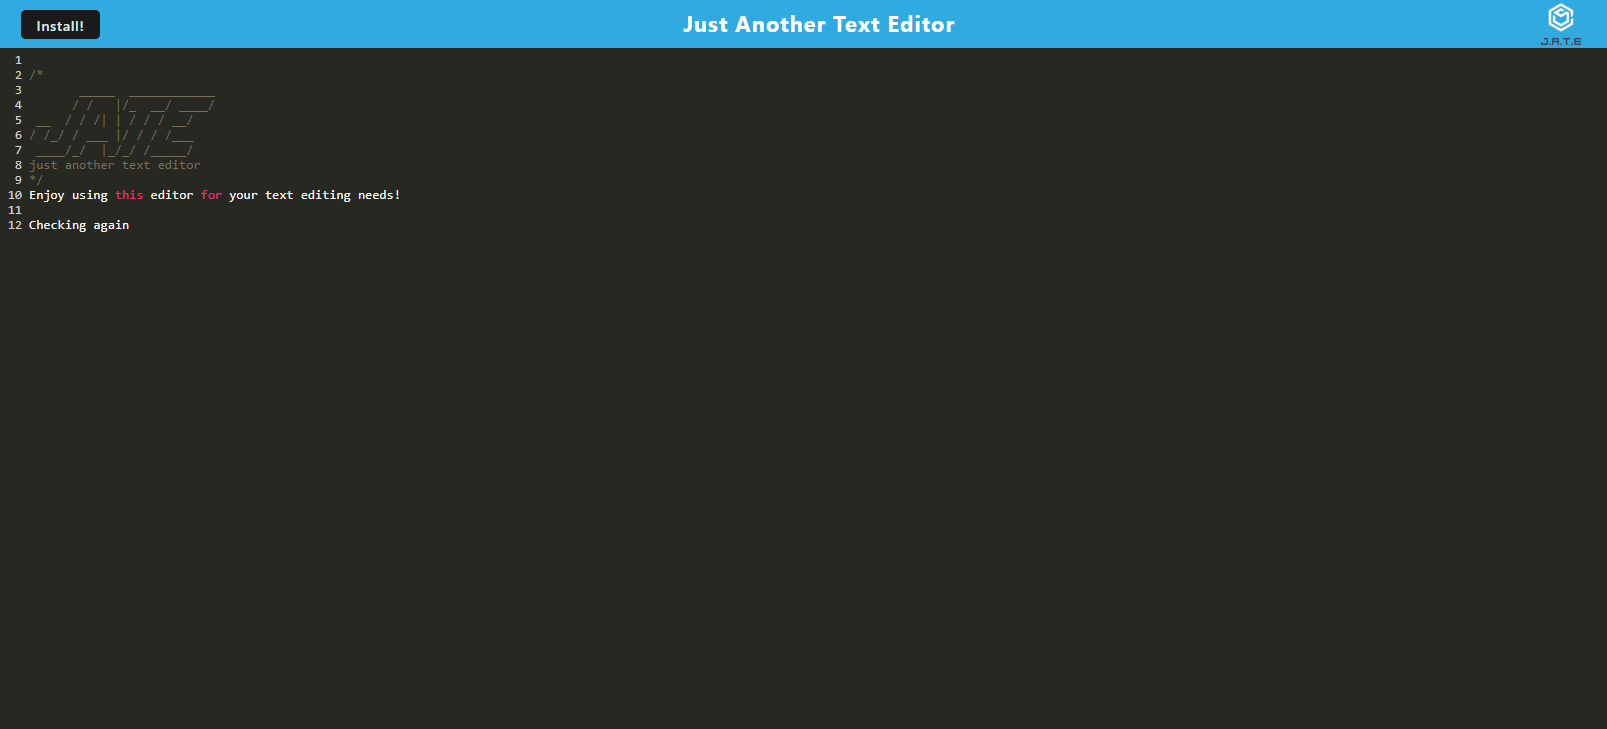 Install!
Just Another Text Editor
J.A.T.E
1
2 /*
3        _____  ____________
4       / /   |/_  __/ ____/
5  __  / / /| | / / / __/
6 / /_/ / ___ |/ / / /___
7  ____/_/  |_/_/ /_____/
8 just another text editor
9 */
10 Enjoy using this editor for your text editing needs!
11
12 Checking again